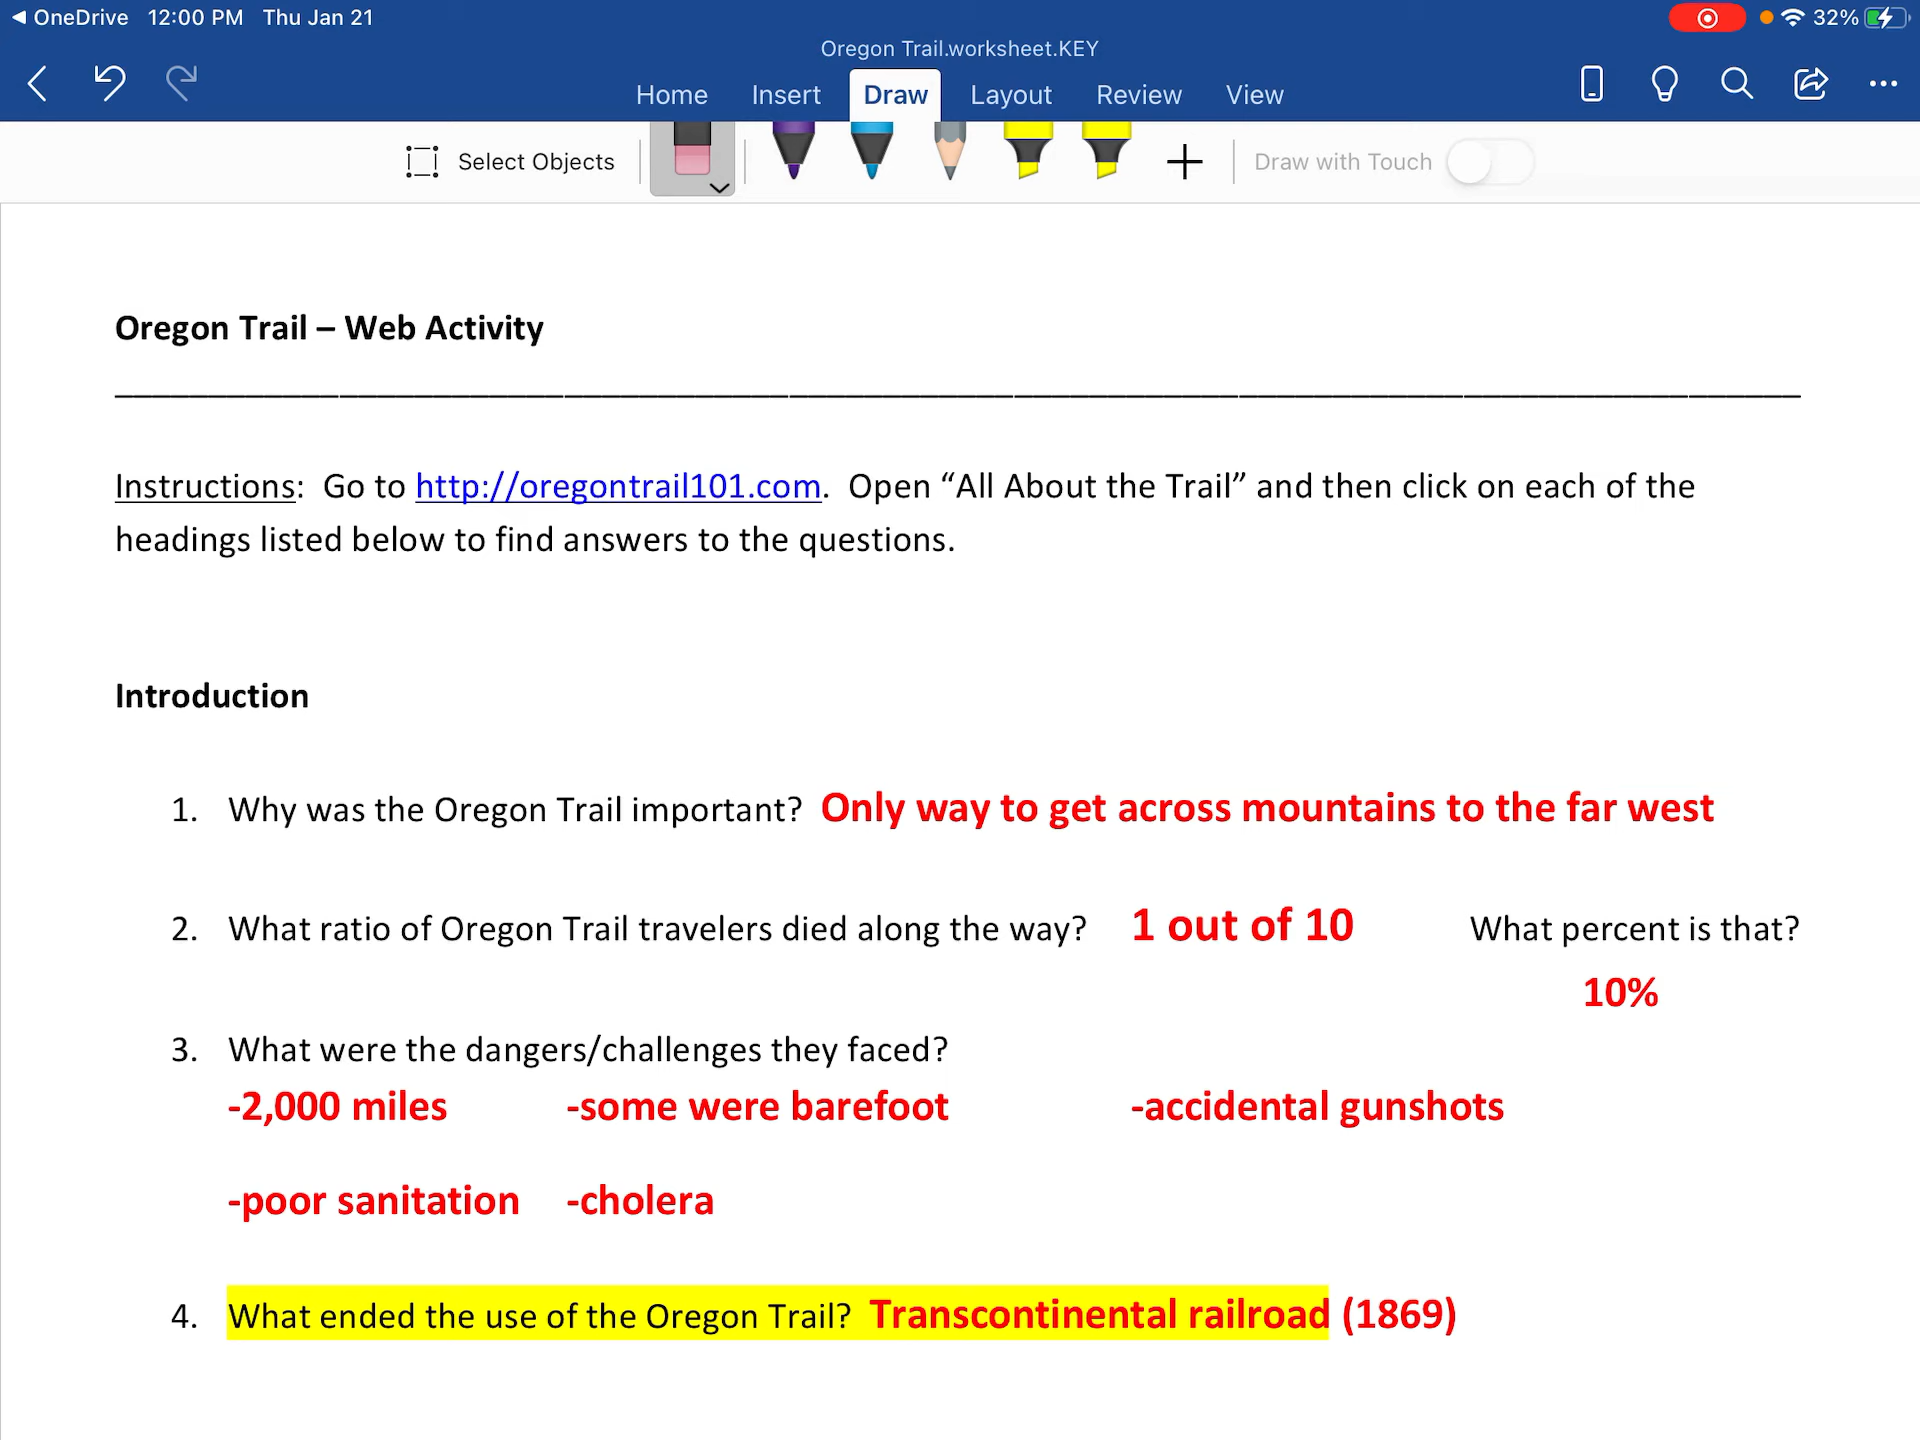 OneDrive 12:00 PM Thu Jan 21 32%
Oregon Trail.worksheet.KEY
Home Insert Draw Layout Review View
Select Objects Draw with Touch
Oregon Trail – Web Activity
Instructions: Go to http://oregontrail101.com. Open “All About the Trail” and then click on each of the
headings listed below to find answers to the questions.
Introduction
1. Why was the Oregon Trail important? Only way to get across mountains to the far west
2. What ratio of Oregon Trail travelers died along the way? 1 out of 10 What percent is that?
10%
3. What were the dangers/challenges they faced?
-2,000 miles -some were barefoot -accidental gunshots
-poor sanitation -cholera
4. What ended the use of the Oregon Trail? Transcontinental railroad (1869)